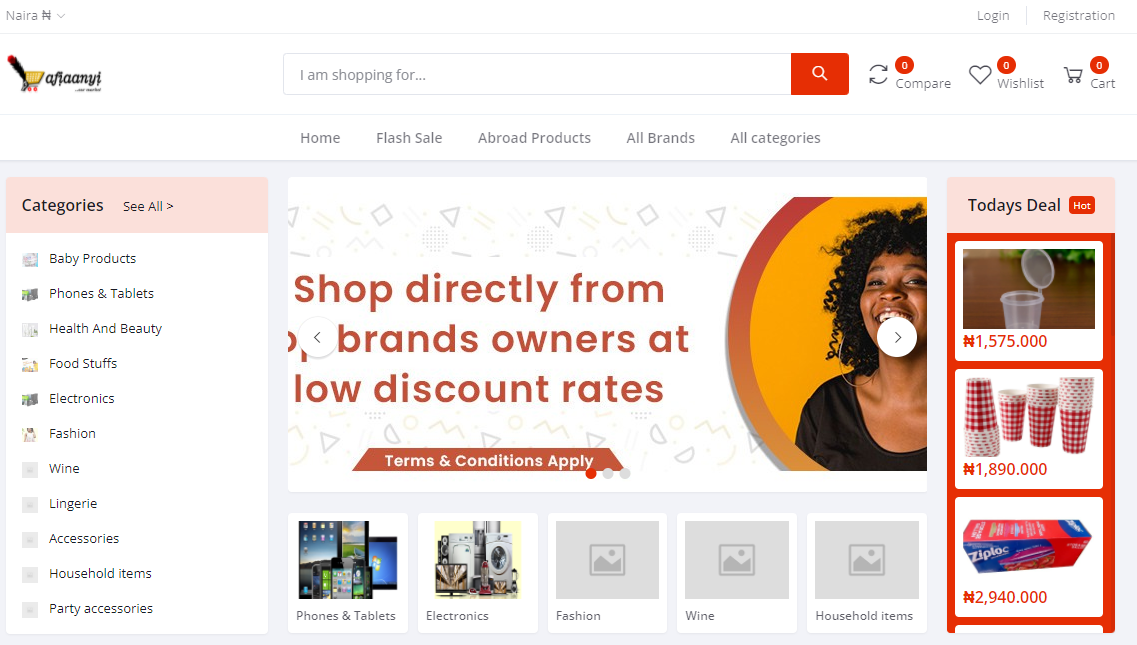 Naira ₦
Login
Registration
afiaanyi
...our market
I am shopping for...
0
Compare
0
Wishlist
0
Cart
Home
Flash Sale
Abroad Products
All Brands
All categories
Categories
See All >
Baby Products
Phones & Tablets
Health And Beauty
Food Stuffs
Electronics
Fashion
Wine
Lingerie
Accessories
Household items
Party accessories
Shop directly from
brands owners at
low discount rates
Terms & Conditions Apply
Phones & Tablets
Electronics
Fashion
Wine
Household items
Todays Deal
Hot
₦1,575.000
₦1,890.000
Ziploc
₦2,940.000